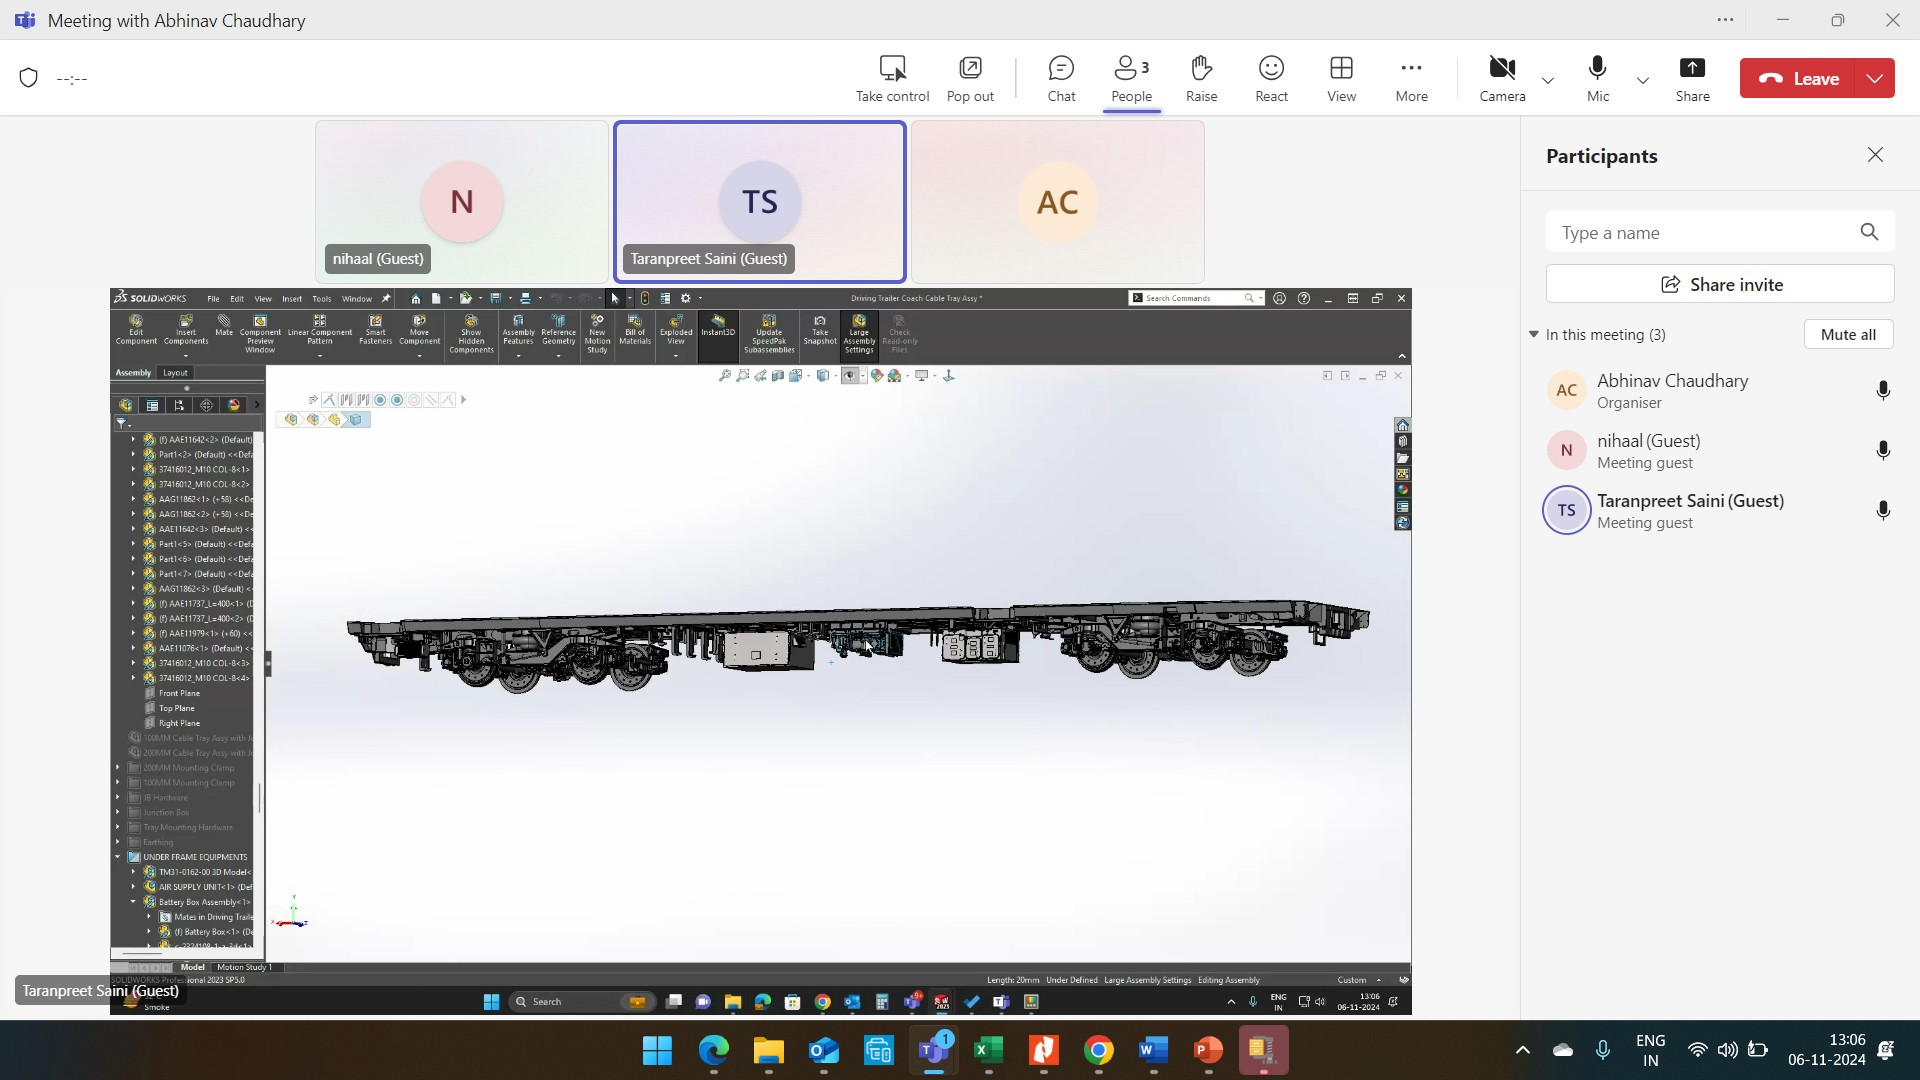 Meeting with Abhinav Chaudhary
--:--
Take control
Pop out
Chat
3
People
Raise
React
View
More
Camera
Mic
Share
Leave
N
nihaal (Guest)
TS
Taranpreet Saini (Guest)
AC
Participants
Type a name
Share invite
In this meeting (3)
Mute all
AC
Abhinav Chaudhary
Organiser
N
nihaal (Guest)
Meeting guest
TS
Taranpreet Saini (Guest)
Meeting guest
SOLIDWORKS
File Edit View Insert Tools Window
Driving Trailer Coach Cable Tray Assy *
Search Commands
Edit Component
Insert Components
Mate
Component Preview Window
Linear Component Pattern
Smart Fasteners
Move Component
Show Hidden Components
Assembly Features
Reference Geometry
New Motion Study
Bill of Materials
Exploded View
Instant3D
Update SpeedPak Subassemblies
Take Snapshot
Large Assembly Settings
Check Read-only Files
Assembly Layout
(f) AAE11642<2> (Default)
Part1<2> (Default) <<Defa
37416012_M10 COL-8<1>
37416012_M10 COL-8<2>
AAG11862<1> (+58) <<De
AAG11862<2> (+58) <<De
AAE11642<3> (Default) <<
Part1<5> (Default) <<Defa
Part1<6> (Default) <<Defa
Part1<7> (Default) <<Defa
AAG11862<3> (Default) <
(f) AAE11737_L=400<1> (D
(f) AAE11737_L=400<2> (D
(f) AAE11979<1> (+60) <<
AAE11076<1> (Default) <
37416012_M10 COL-8<3>
37416012_M10 COL-8<4>
Front Plane
Top Plane
Right Plane
100MM Cable Tray Assy with J
200MM Cable Tray Assy with J
200MM Mounting Clamp
100MM Mounting Clamp
JB Hardware
Junction Box
Tray Mounting Hardware
Earthing
UNDER FRAME EQUIPMENTS
TM31-0162-00 3D Model<
AIR SUPPLY UNIT<1> (Def
Battery Box Assembly<1>
Mates in Driving Traile
(f) Battery Box<1> (De
Model Motion Study 1
2023 SP5.0
Length: 20mm Under Defined Large Assembly Settings Editing Assembly Custom
Taranpreet Saini (Guest)
Smoke
Search
ENG
IN
13:06
06-11-2024
1
ENG
IN
13:06
06-11-2024